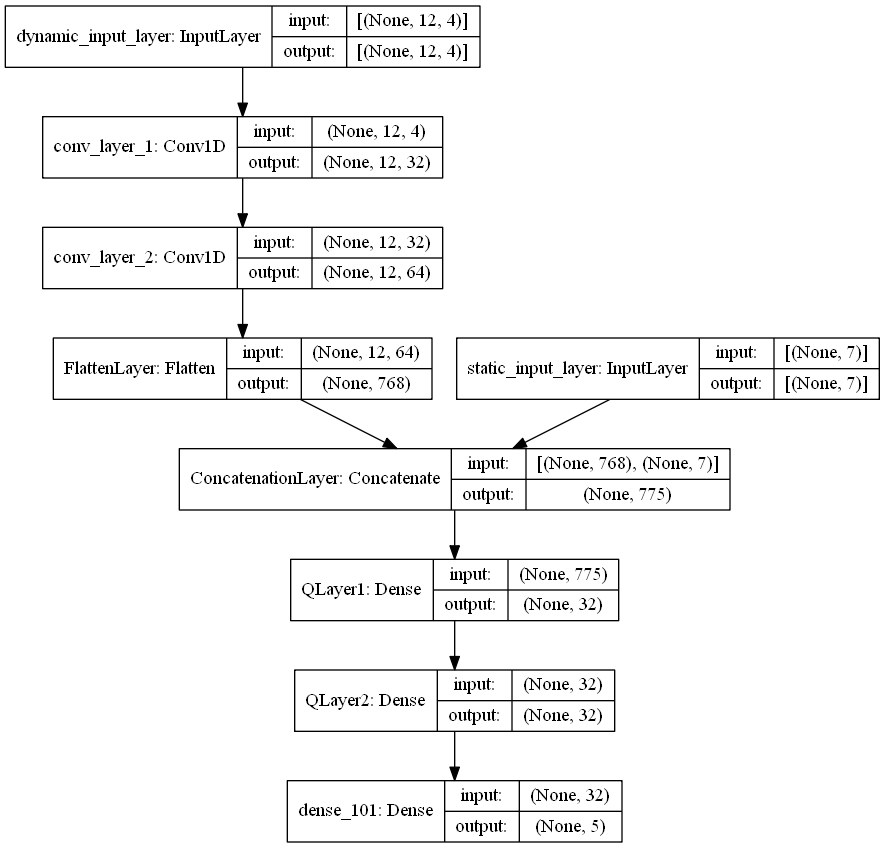 dynamic_input_layer: InputLayer
input: [(None, 12, 4)]
output: [(None, 12, 4)]
conv_layer_1: Conv1D
input: (None, 12, 4)
output: (None, 12, 32)
conv_layer_2: Conv1D
input: (None, 12, 32)
output: (None, 12, 64)
FlattenLayer: Flatten
input: (None, 12, 64)
output: (None, 768)
static_input_layer: InputLayer
input: [(None, 7)]
output: [(None, 7)]
ConcatenationLayer: Concatenate
input: [(None, 768), (None, 7)]
output: (None, 775)
QLayer1: Dense
input: (None, 775)
output: (None, 32)
QLayer2: Dense
input: (None, 32)
output: (None, 32)
dense_101: Dense
input: (None, 32)
output: (None, 5)